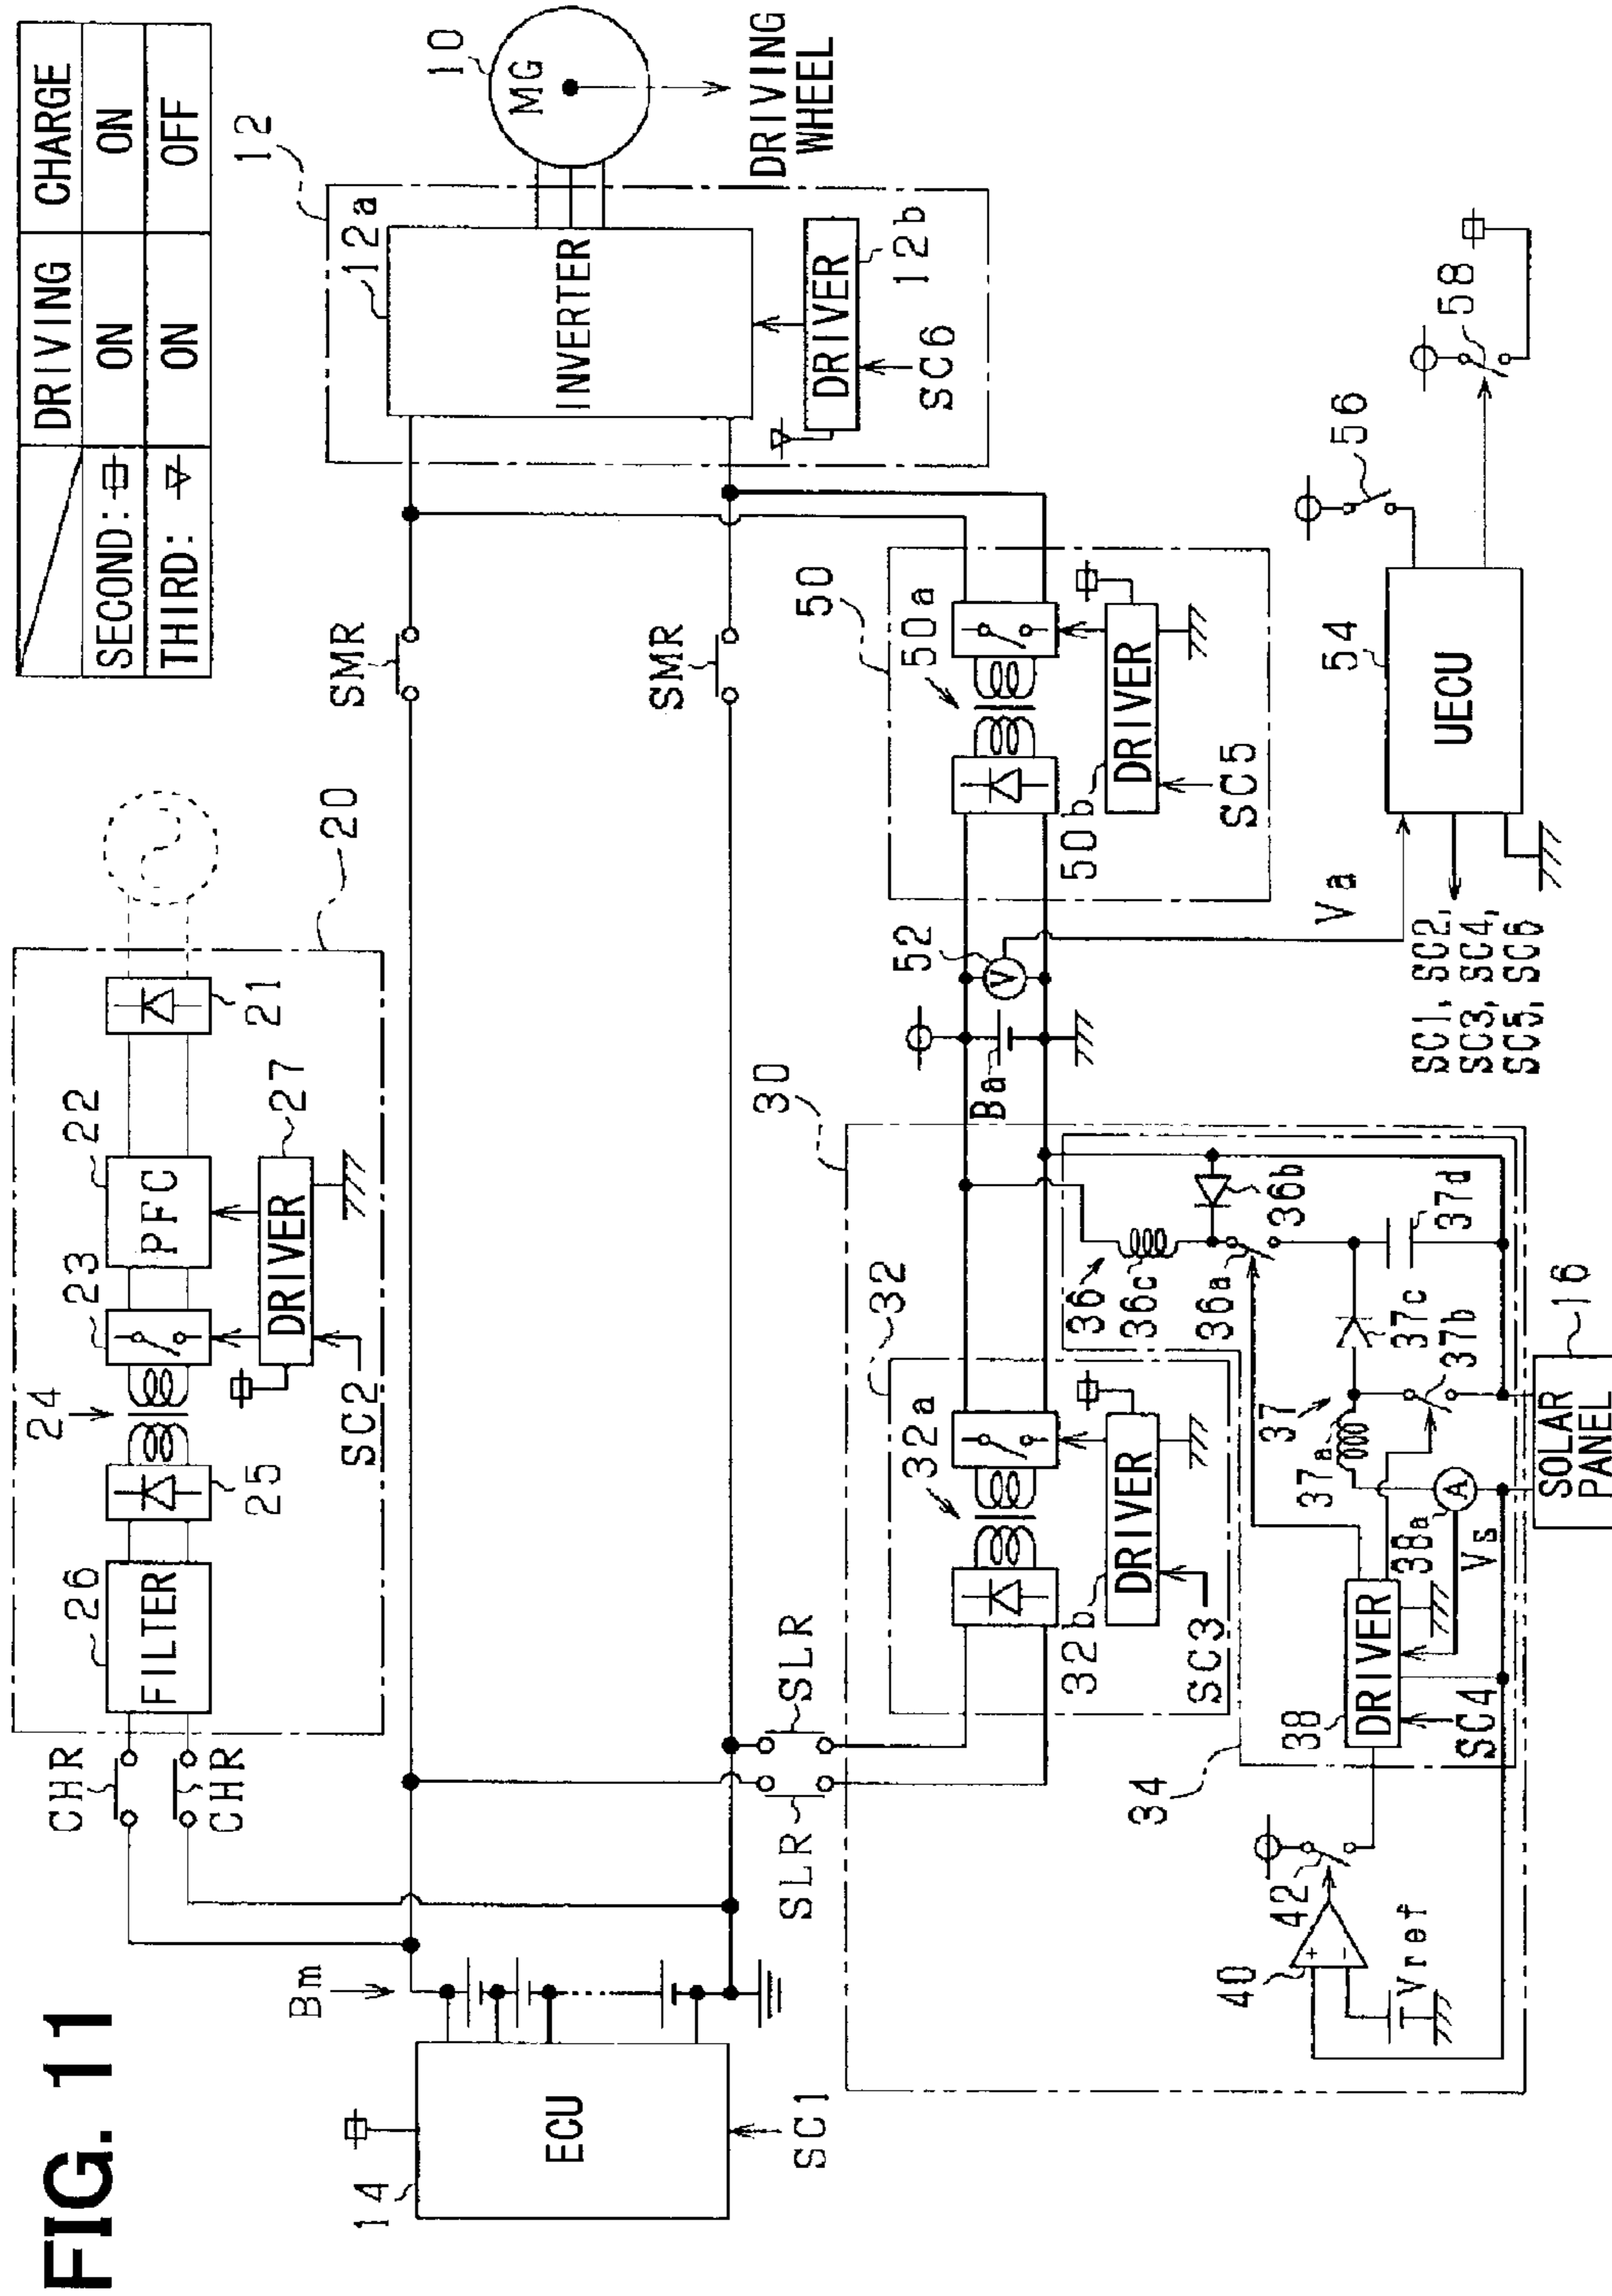 FIG. 11
DRIVING CHARGE
SECOND: ON ON
THIRD: ON OFF
20
CHR
CHR
26
FILTER
25
24
23
22
PFC
21
DRIVER
27
SC2
Bm
14
ECU
SC1
SMR
SMR
12
12a
INVERTER
DRIVER
12b
SC6
10
MG
DRIVING
WHEEL
SLR
SLR
30
32
32a
32b
DRIVER
SC3
Ba
52
V
Va
50
50a
50b
DRIVER
SC5
34
36
36c
36a
36b
37
37a
37b
37c
37d
38
DRIVER
38a
A
Vs
SC4
40
+
-
42
Vref
SOLAR
PANEL
16
54
UECU
56
58
SC1, SC2,
SC3, SC4,
SC5, SC6